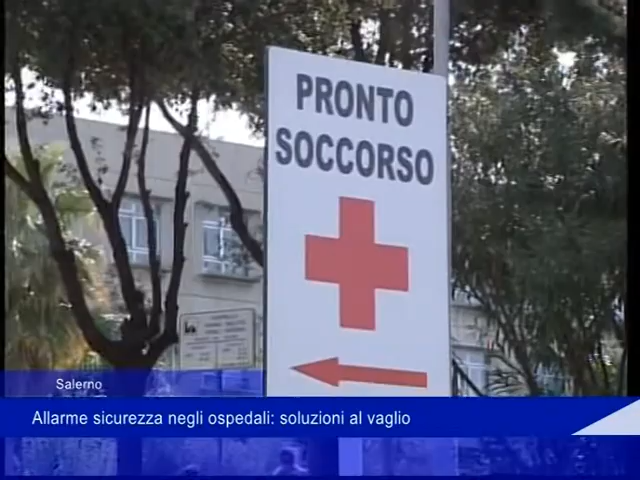 PRONTO
SOCCORSO
Salerno
Allarme sicurezza negli ospedali: soluzioni al vaglio